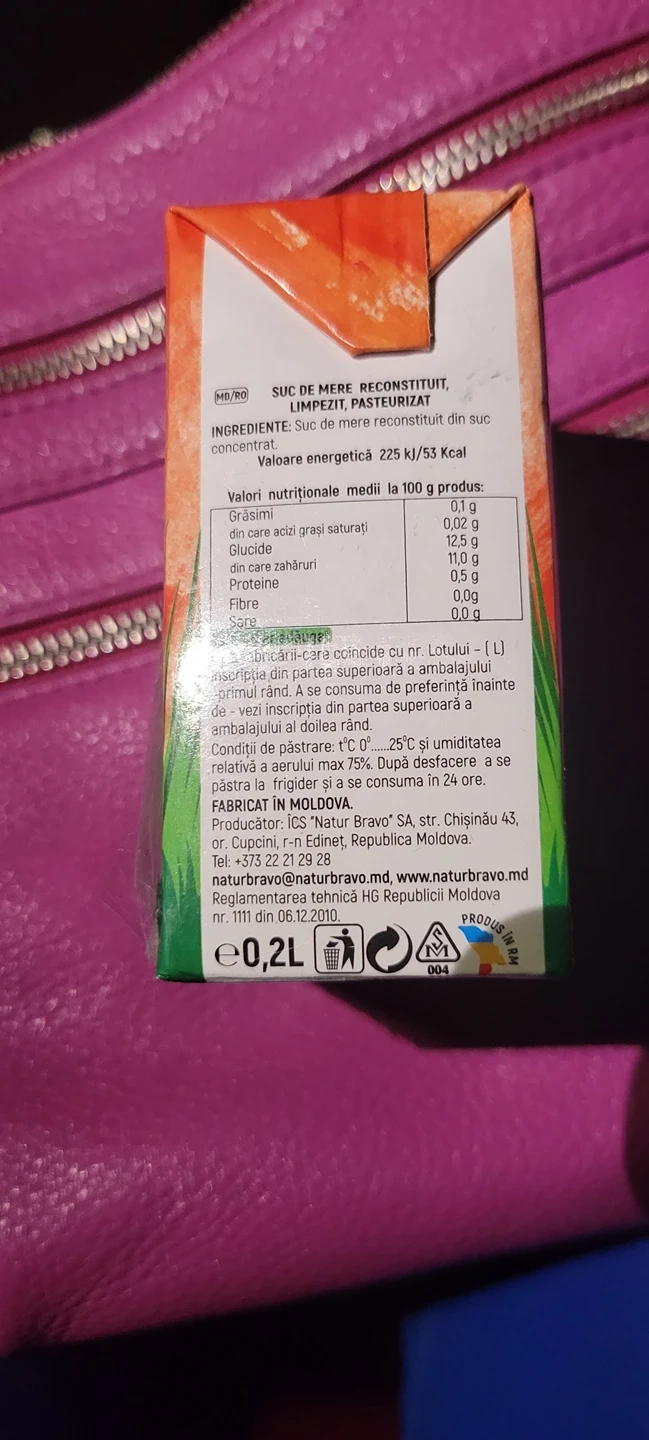 MD/RO
SUC DE MERE RECONSTITUIT,
LIMPEZIT, PASTEURIZAT
INGREDIENTE: Suc de mere reconstituit din suc
concentrat.
Valoare energetică 225 kJ/53 Kcal
Valori nutriționale medii la 100 g produs:
Grăsimi 0,1 g
din care acizi grași saturați 0,02 g
Glucide 12,5 g
din care zahăruri 11,0 g
Proteine 0,5 g
Fibre 0,0g
Sare 0,0 g
fabricării-care coincide cu nr. Lotului - ( L)
inscripția din partea superioară a ambalajului
-primul rând. A se consuma de preferință înainte
de - vezi inscripția din partea superioară a
ambalajului al doilea rând.
Condiții de păstrare: t°C 0°......25°C și umiditatea
relativă a aerului max 75%. După desfacere a se
păstra la frigider și a se consuma în 24 ore.
FABRICAT ÎN MOLDOVA.
Producător: ÎCS "Natur Bravo" SA, str. Chișinău 43,
or. Cupcini, r-n Edineț, Republica Moldova.
Tel: +373 22 21 29 28
naturbravo@naturbravo.md, www.naturbravo.md
Reglamentarea tehnică HG Republicii Moldova
nr. 1111 din 06.12.2010.
e0,2L
SM
004
PRODUS ÎN RM